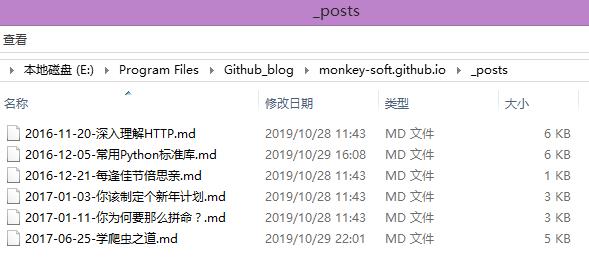 _posts
查看
本地磁盘 (E:) Program Files Github_blog monkey-soft.github.io _posts
名称 修改日期 类型 大小
2016-11-20-深入理解HTTP.md 2019/10/28 11:43 MD 文件 6 KB
2016-12-05-常用Python标准库.md 2019/10/29 16:08 MD 文件 6 KB
2016-12-21-每逢佳节倍思亲.md 2019/10/28 11:43 MD 文件 1 KB
2017-01-03-你该制定个新年计划.md 2019/10/28 11:43 MD 文件 3 KB
2017-01-11-你为何要那么拼命？.md 2019/10/28 11:43 MD 文件 3 KB
2017-06-25-学爬虫之道.md 2019/10/29 22:01 MD 文件 5 KB